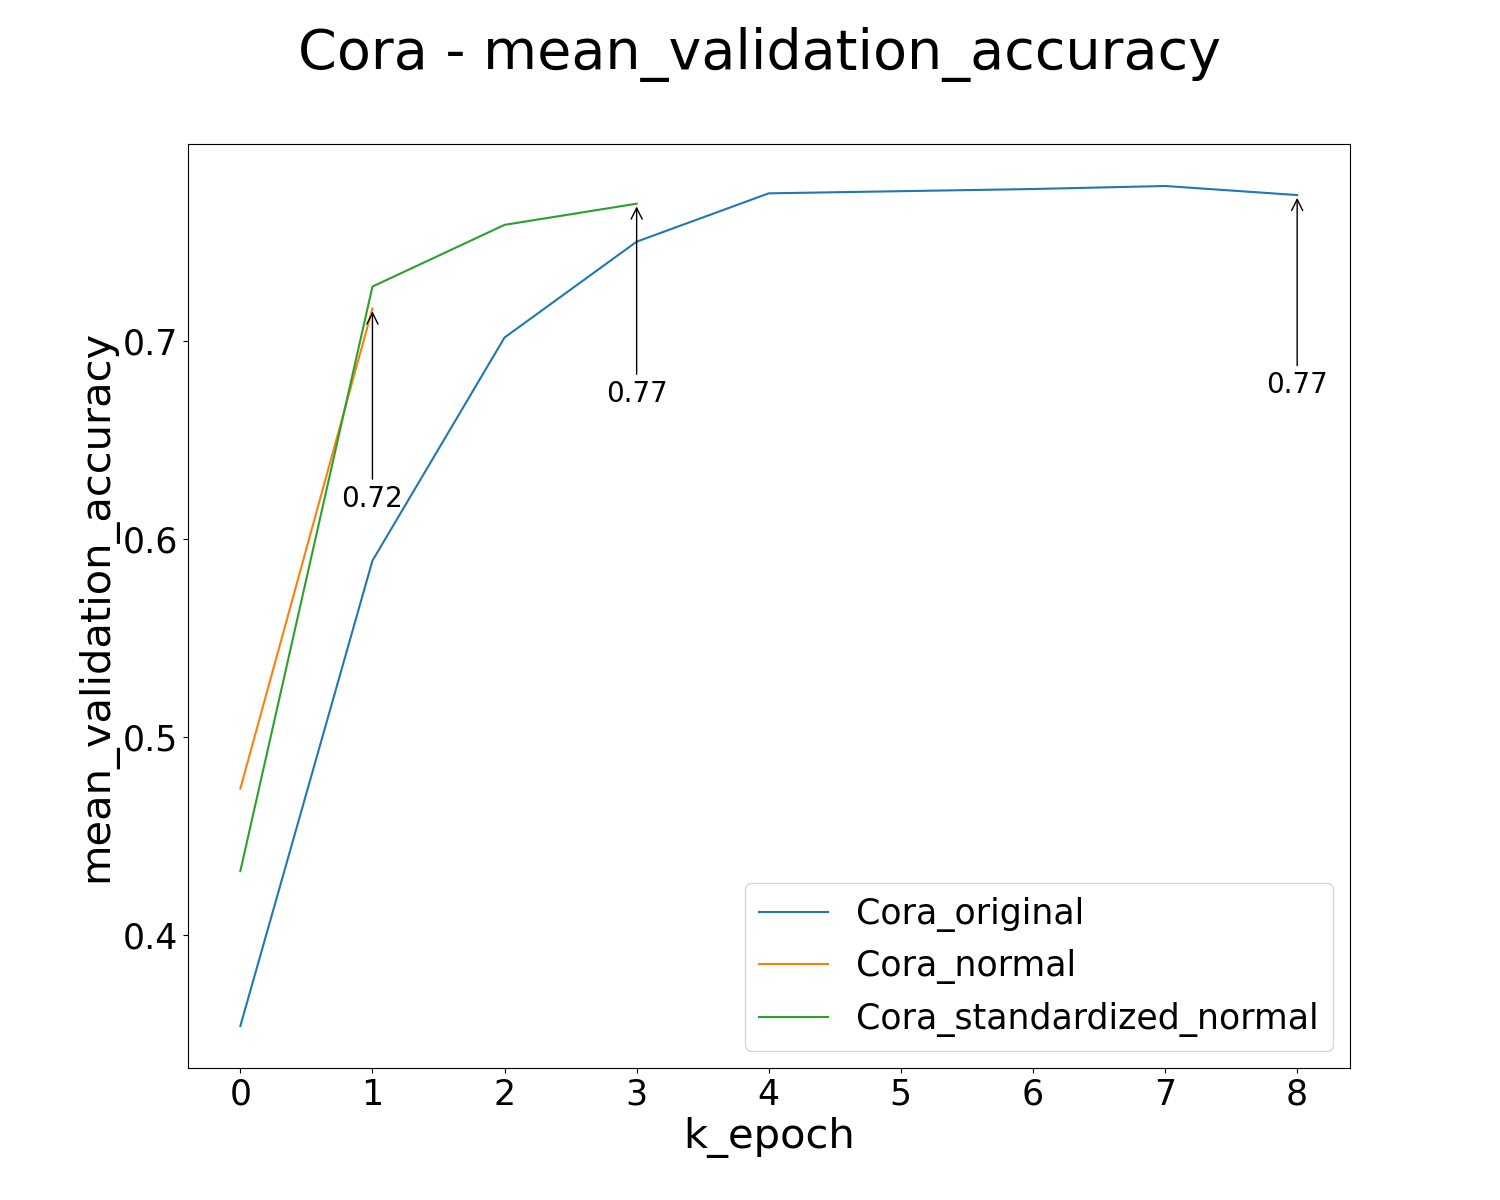 Cora - mean_validation_accuracy
mean_validation_accuracy
0.7
0.6
0.5
0.4
0.72
0.77
0.77
Cora_original
Cora_normal
Cora_standardized_normal
0 1 2 3 4 5 6 7 8
k_epoch